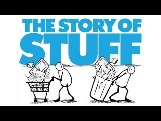 THE STORY OF
STUFF